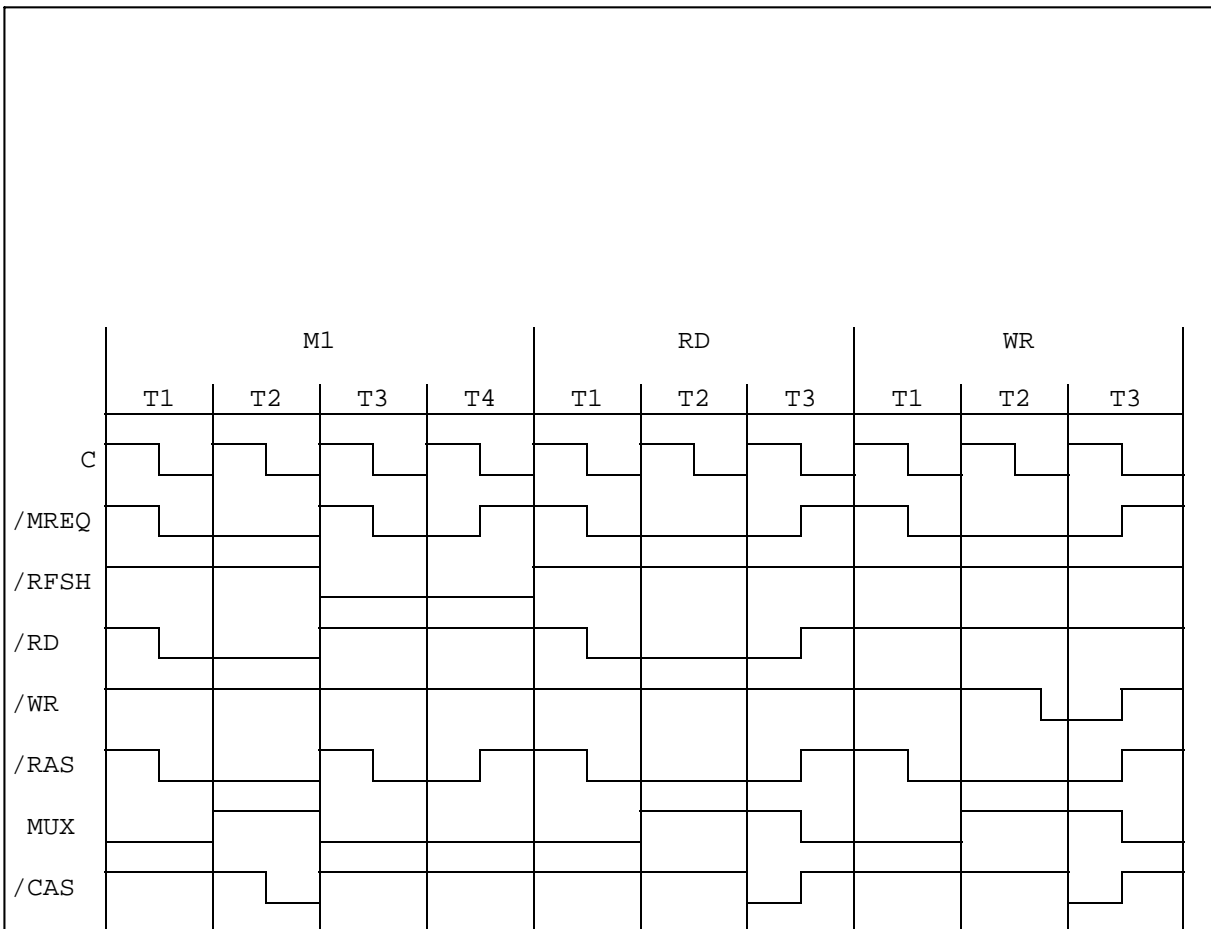 M1 RD WR
T1 T2 T3 T4 T1 T2 T3 T1 T2 T3
C
/MREQ
/RFSH
/RD
/WR
/RAS
MUX
/CAS